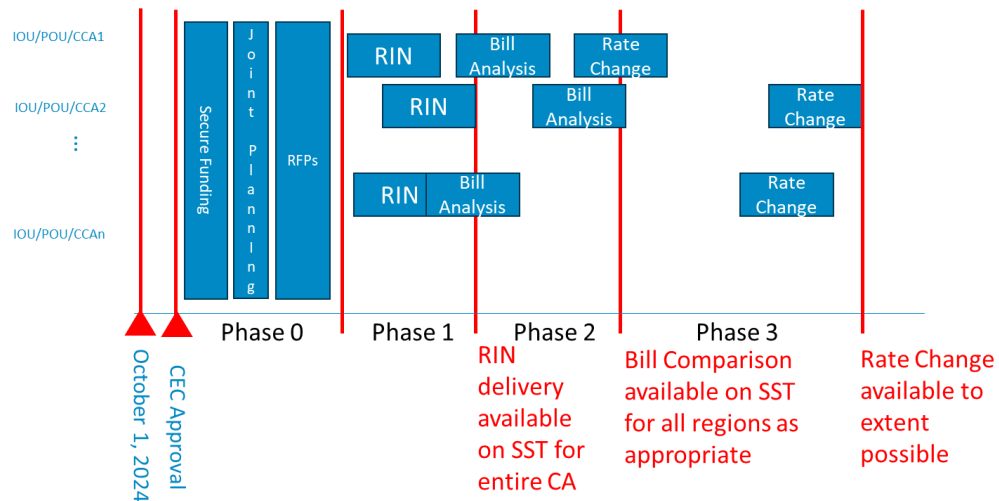 IOU/POU/CCA1
IOU/POU/CCA2
...
IOU/POU/CCAn
Secure Funding
Joint PlannIng
RFPs
RIN
Bill
Analysis
Rate
Change
RIN
Bill
Analysis
Rate
Change
RIN
Bill
Analysis
Rate
Change
Phase 0
Phase 1
Phase 2
Phase 3
October 1, 2024
CEC Approval
RIN
delivery
available
on SST for
entire CA
Bill Comparison
available on SST
for all regions as
appropriate
Rate Change
available to
extent
possible